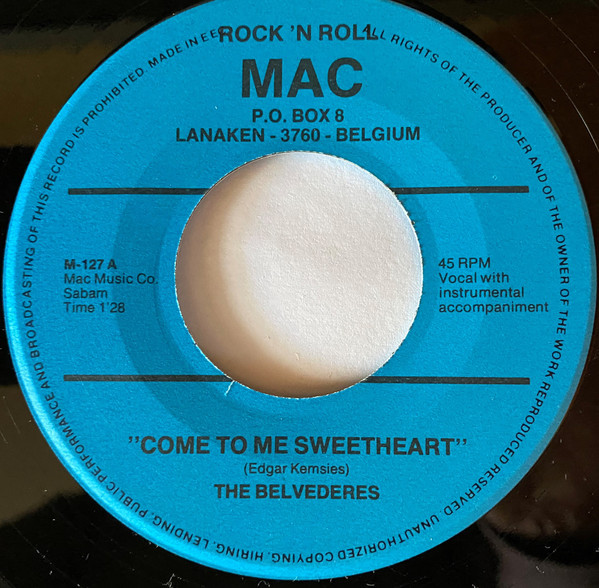 ROCK 'N ROLL
MAC
P.O. BOX 8
LANAKEN - 3760 - BELGIUM
M-127 A
Mac Music Co.
Sabam
Time 1'28
45 RPM
Vocal with
instrumental
accompaniment
"COME TO ME SWEETHEART"
(Edgar Kemsies)
THE BELVEDERES
ALL RIGHTS OF THE PRODUCER AND OF THE OWNER OF THE WORK REPRODUCED RESERVED. UNAUTHORIZED COPYING, HIRING, LENDING, PUBLIC PERFORMANCE AND BROADCASTING OF THIS RECORD IS PROHIBITED MADE IN EEC